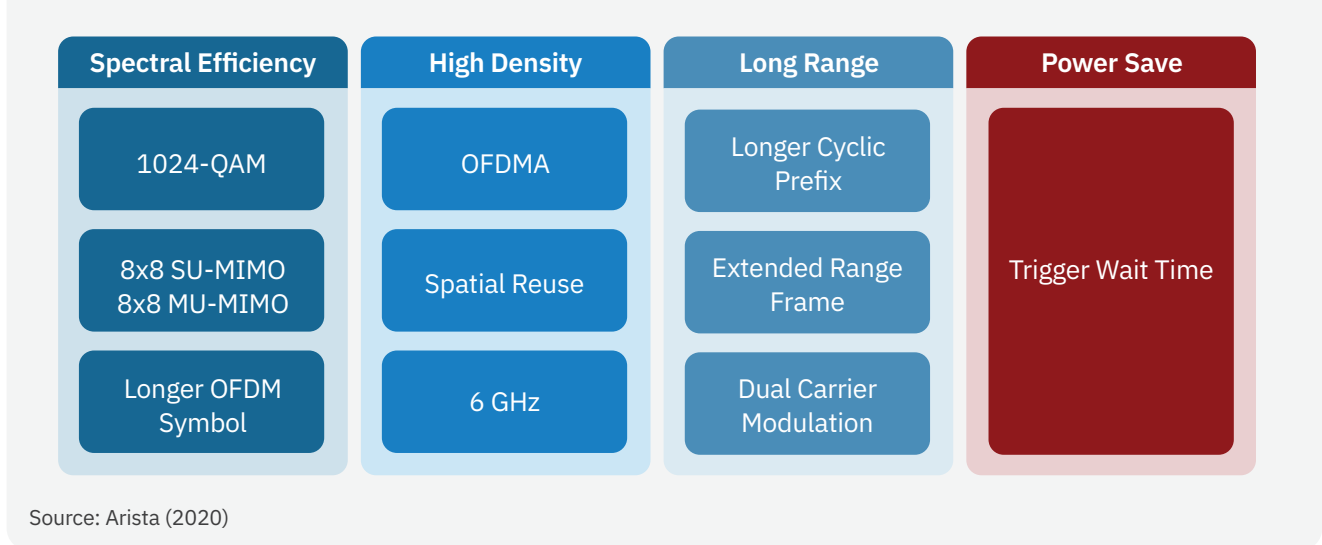 Spectral Efficiency
1024-QAM
8x8 SU-MIMO
8x8 MU-MIMO
Longer OFDM
Symbol
High Density
OFDMA
Spatial Reuse
6 GHz
Long Range
Longer Cyclic
Prefix
Extended Range
Frame
Dual Carrier
Modulation
Power Save
Trigger Wait Time
Source: Arista (2020)